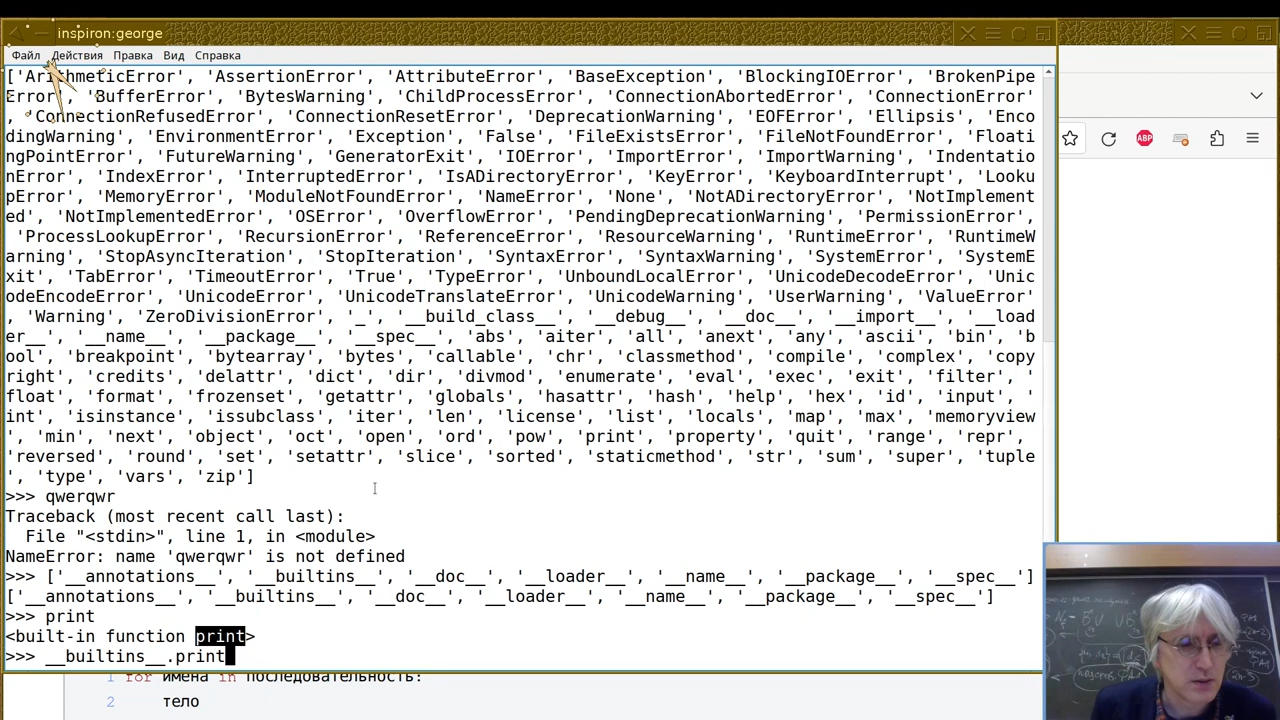 inspiron:george
Файл Действия Правка Вид Справка
['ArithmeticError', 'AssertionError', 'AttributeError', 'BaseException', 'BlockingIOError', 'BrokenPipe
Error', 'BufferError', 'BytesWarning', 'ChildProcessError', 'ConnectionAbortedError', 'ConnectionError'
, 'ConnectionRefusedError', 'ConnectionResetError', 'DeprecationWarning', 'EOFError', 'Ellipsis', 'Enco
dingWarning', 'EnvironmentError', 'Exception', 'False', 'FileExistsError', 'FileNotFoundError', 'Floati
ngPointError', 'FutureWarning', 'GeneratorExit', 'IOError', 'ImportError', 'ImportWarning', 'Indentatio
nError', 'IndexError', 'InterruptedError', 'IsADirectoryError', 'KeyError', 'KeyboardInterrupt', 'Looku
pError', 'MemoryError', 'ModuleNotFoundError', 'NameError', 'None', 'NotADirectoryError', 'NotImplement
ed', 'NotImplementedError', 'OSError', 'OverflowError', 'PendingDeprecationWarning', 'PermissionError',
'ProcessLookupError', 'RecursionError', 'ReferenceError', 'ResourceWarning', 'RuntimeError', 'RuntimeW
arning', 'StopAsyncIteration', 'StopIteration', 'SyntaxError', 'SyntaxWarning', 'SystemError', 'SystemE
xit', 'TabError', 'TimeoutError', 'True', 'TypeError', 'UnboundLocalError', 'UnicodeDecodeError', 'Unic
odeEncodeError', 'UnicodeError', 'UnicodeTranslateError', 'UnicodeWarning', 'UserWarning', 'ValueError'
, 'Warning', 'ZeroDivisionError', '_', '__build_class__', '__debug__', '__doc__', '__import__', '__load
er__', '__name__', '__package__', '__spec__', 'abs', 'aiter', 'all', 'anext', 'any', 'ascii', 'bin', 'b
ool', 'breakpoint', 'bytearray', 'bytes', 'callable', 'chr', 'classmethod', 'compile', 'complex', 'copy
right', 'credits', 'delattr', 'dict', 'dir', 'divmod', 'enumerate', 'eval', 'exec', 'exit', 'filter', '
float', 'format', 'frozenset', 'getattr', 'globals', 'hasattr', 'hash', 'help', 'hex', 'id', 'input', '
int', 'isinstance', 'issubclass', 'iter', 'len', 'license', 'list', 'locals', 'map', 'max', 'memoryview
', 'min', 'next', 'object', 'oct', 'open', 'ord', 'pow', 'print', 'property', 'quit', 'range', 'repr',
'reversed', 'round', 'set', 'setattr', 'slice', 'sorted', 'staticmethod', 'str', 'sum', 'super', 'tuple
', 'type', 'vars', 'zip']
>>> qwerqwr
Traceback (most recent call last):
File "<stdin>", line 1, in <module>
NameError: name 'qwerqwr' is not defined
>>> ['__annotations__', '__builtins__', '__doc__', '__loader__', '__name__', '__package__', '__spec__']
['__annotations__', '__builtins__', '__doc__', '__loader__', '__name__', '__package__', '__spec__']
>>> print
<built-in function print>
>>> __builtins__.print
1 for имена in последовательность:
2 тело
ABP